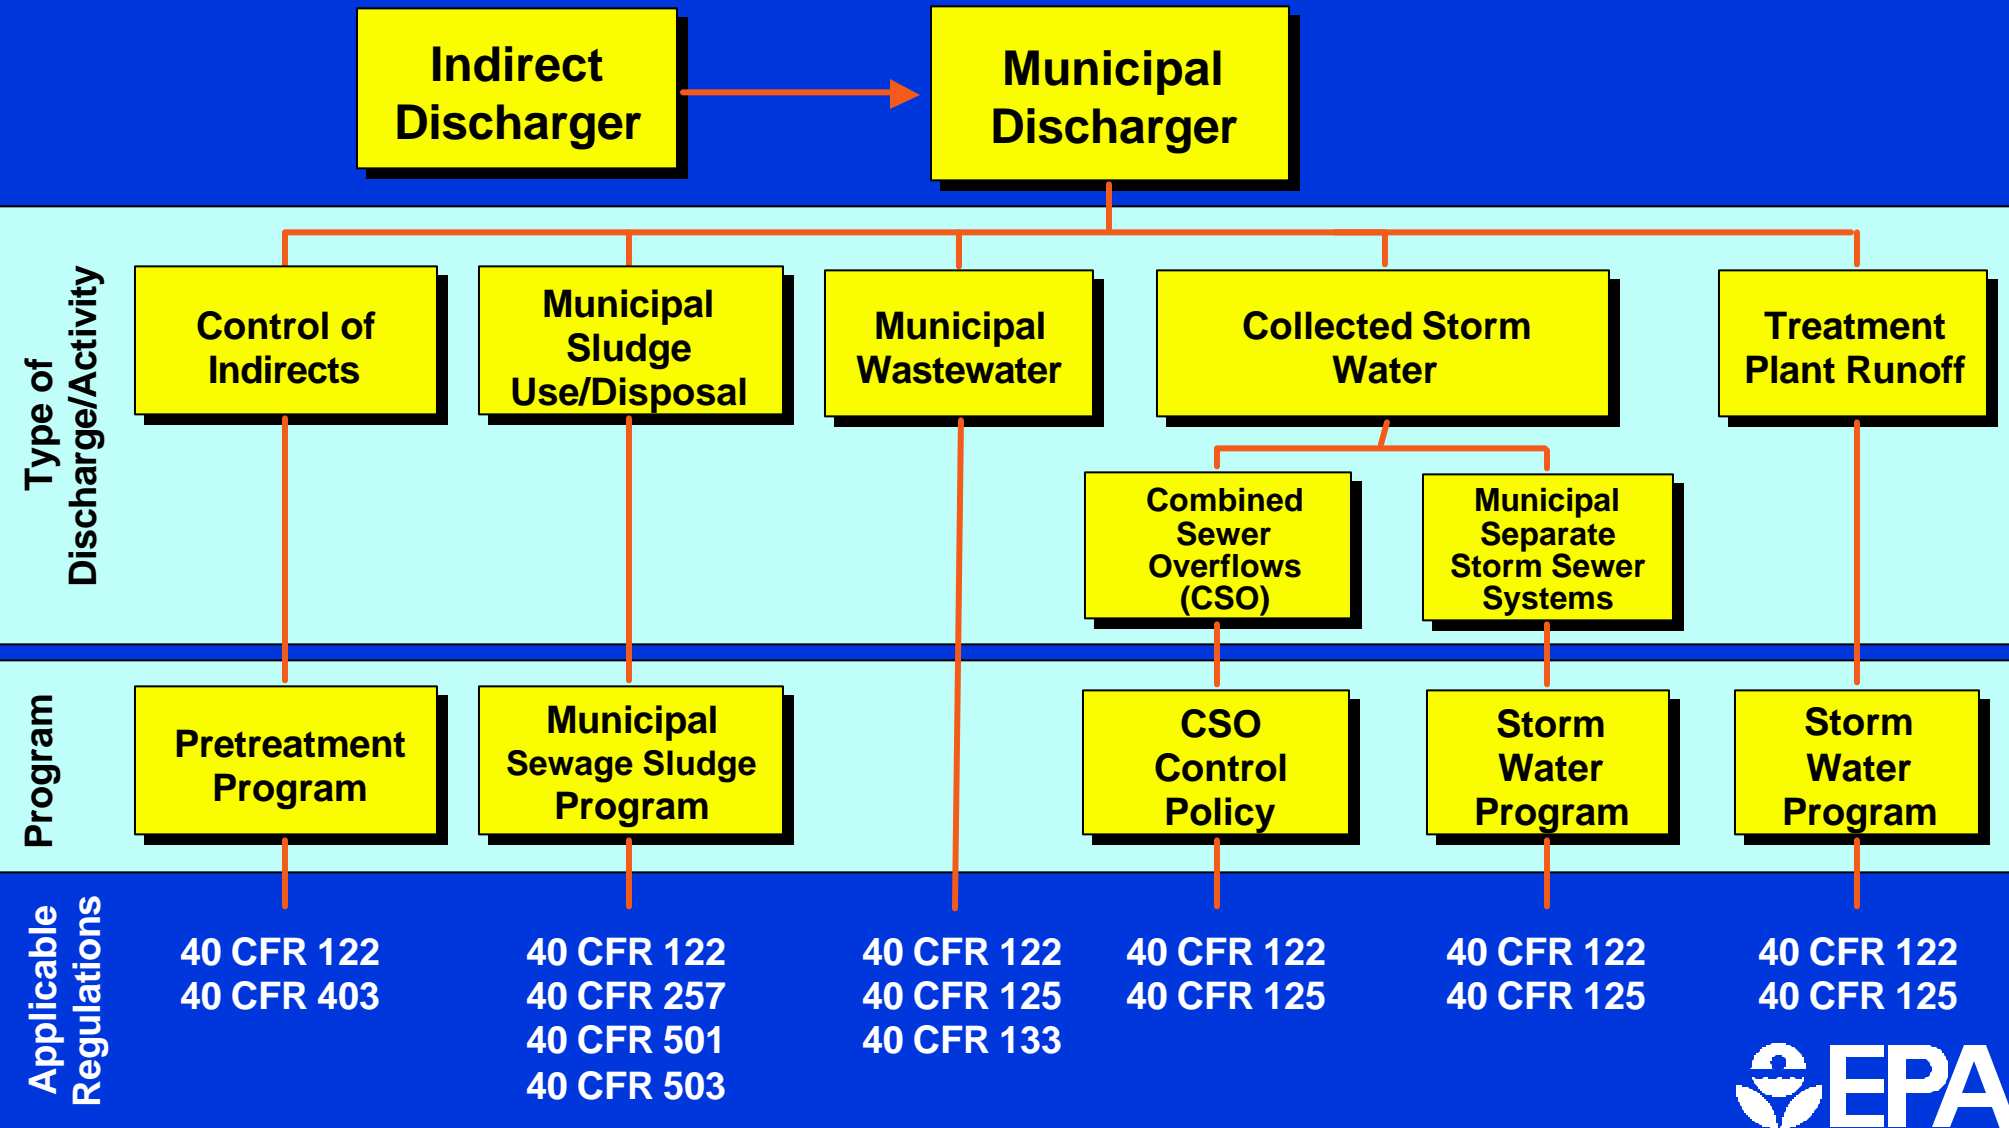 Indirect
Discharger
Municipal
Discharger
Type of
Discharge/Activity
Control of
Indirects
Municipal
Sludge
Use/Disposal
Municipal
Wastewater
Collected Storm
Water
Treatment
Plant Runoff
Combined
Sewer
Overflows
(CSO)
Municipal
Separate
Storm Sewer
Systems
Program
Pretreatment
Program
Municipal
Sewage Sludge
Program
CSO
Control
Policy
Storm
Water
Program
Storm
Water
Program
Applicable
Regulations
40 CFR 122
40 CFR 403
40 CFR 122
40 CFR 257
40 CFR 501
40 CFR 503
40 CFR 122
40 CFR 125
40 CFR 133
40 CFR 122
40 CFR 125
40 CFR 122
40 CFR 125
40 CFR 122
40 CFR 125
EPA